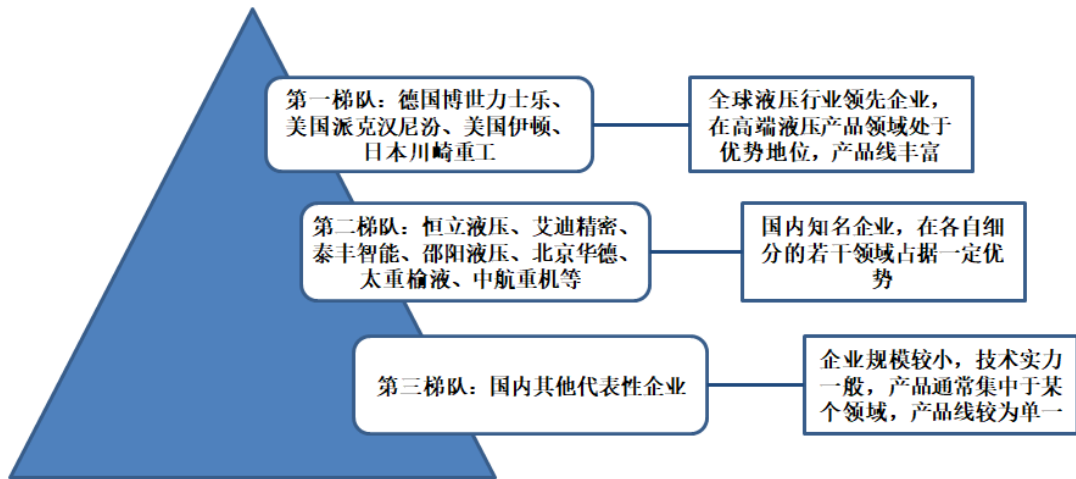 第一梯队：德国博世力士乐、
美国派克汉尼汾、美国伊顿、
日本川崎重工
全球液压行业领先企业，
在高端液压产品领域处于
优势地位，产品线丰富
第二梯队：恒立液压、艾迪精密、
泰丰智能、邵阳液压、北京华德、
太重榆液、中航重机等
国内知名企业，在各自细
分的若干领域占据一定优
势
第三梯队：国内其他代表性企业
企业规模较小，技术实力
一般，产品通常集中于某
个领域，产品线较为单一